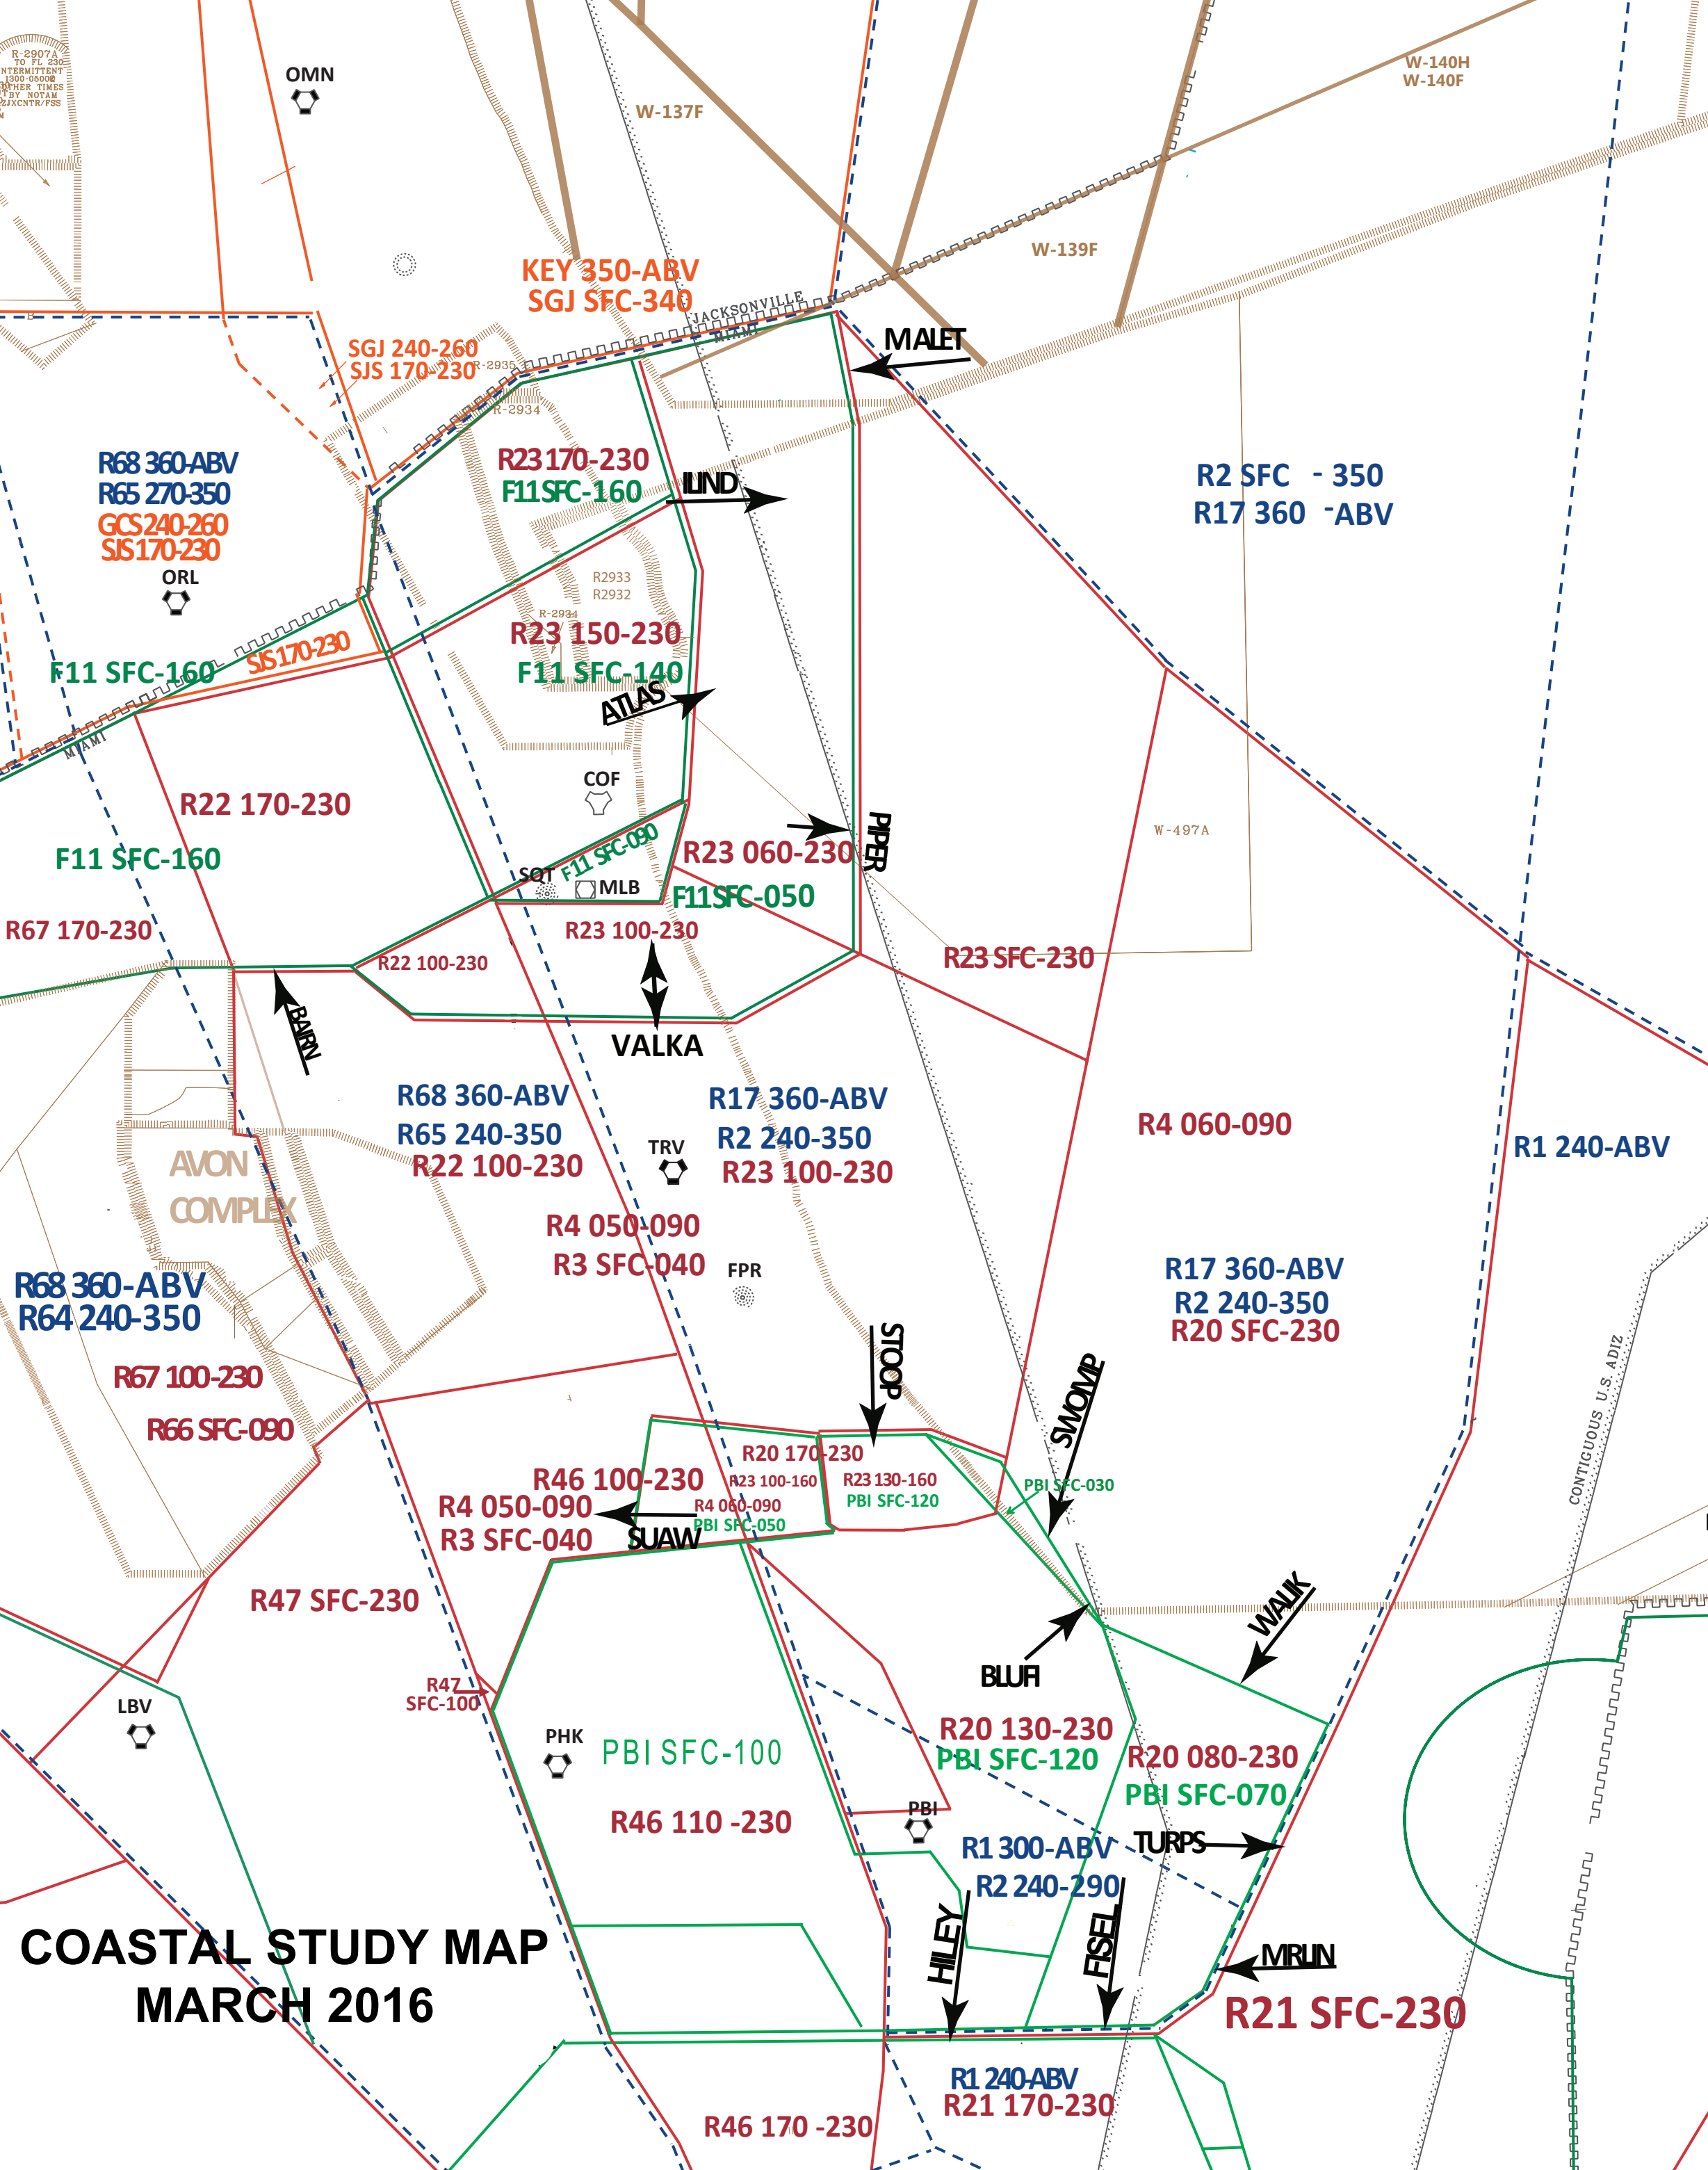 R-2907A
TO FL 230
INTERMITTENT
OTHER TIMES
BY NOTAM
ZJXCNTR/FSS
OMN
W-137F
W-140H
W-140F
W-139F
KEY 350-ABV
SGJ SFC-340
JACKSONVILLE
MIAMI
MALET
B
SGJ 240-260
SJS 170-230
R-2935
R-2934
R68 360-ABV
R65 270-350
GCS 240-260
SJS 170-230
ORL
R23 170-230
F11 SFC-160
ILIND
R2 SFC - 350
R17 360 -ABV
R2933
R2932
R-2934
R23 150-230
F11 SFC-140
SJS 170-230
F11 SFC-160
MIAMI
ATLAS
COF
R22 170-230
F11 SFC-160
F11 SFC-090
PIPER
W-497A
R23 060-230
F11 SFC-050
SQT
MLB
R67 170-230
R23 100-230
R22 100-230
R23 SFC-230
BAIRN
VALKA
R68 360-ABV
R65 240-350
R22 100-230
R17 360-ABV
R2 240-350
R23 100-230
TRV
R4 060-090
R1 240-ABV
AVON
COMPLEX
R4 050-090
R3 SFC-040
FPR
R68 360-ABV
R64 240-350
R17 360-ABV
R2 240-350
R20 SFC-230
R67 100-230
R66 SFC-090
STOOP
SWOMP
CONTIGUOUS U.S. ADIZ
R46 100-230
R4 050-090
R3 SFC-040
R20 170-230
R23 100-160
R4 060-090
PBI SFC-050
R23 130-160
PBI SFC-120
PBI SFC-030
SUAW
R47 SFC-230
WALIK
BLUFI
R47
SFC-100
LBV
PHK
PBI SFC-100
R46 110 -230
R20 130-230
PBI SFC-120
R20 080-230
PBI SFC-070
PBI
R1 300-ABV
R2 240-290
TURPS
HILEY
FISEL
MRLIN
R21 SFC-230
COASTAL STUDY MAP
MARCH 2016
R1 240-ABV
R21 170-230
R46 170 -230